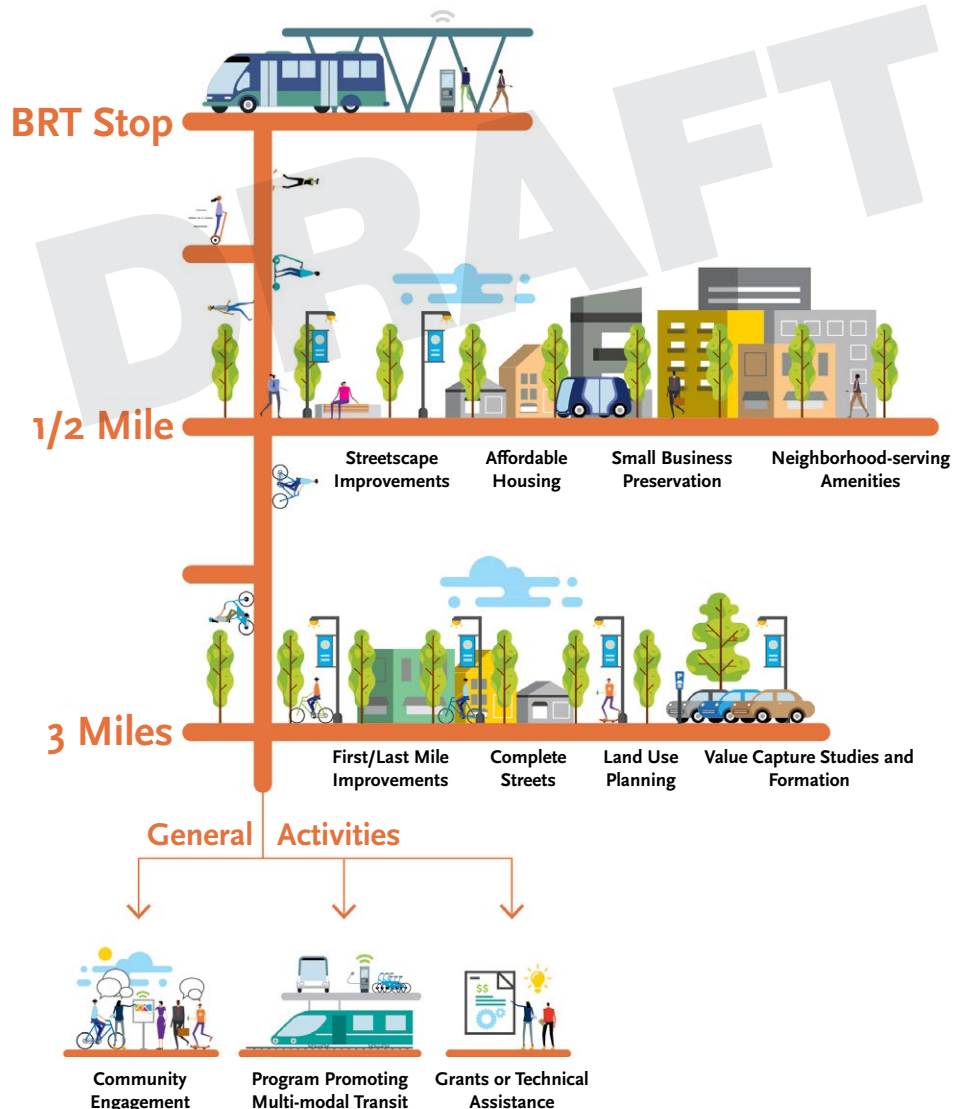 DRAFT
BRT Stop
1/2 Mile
Streetscape
Improvements
Affordable
Housing
Small Business
Preservation
Neighborhood-serving
Amenities
3 Miles
First/Last Mile
Improvements
Complete
Streets
Land Use
Planning
Value Capture Studies and
Formation
General Activities
$$
Community
Engagement
Program Promoting
Multi-modal Transit
Grants or Technical
Assistance